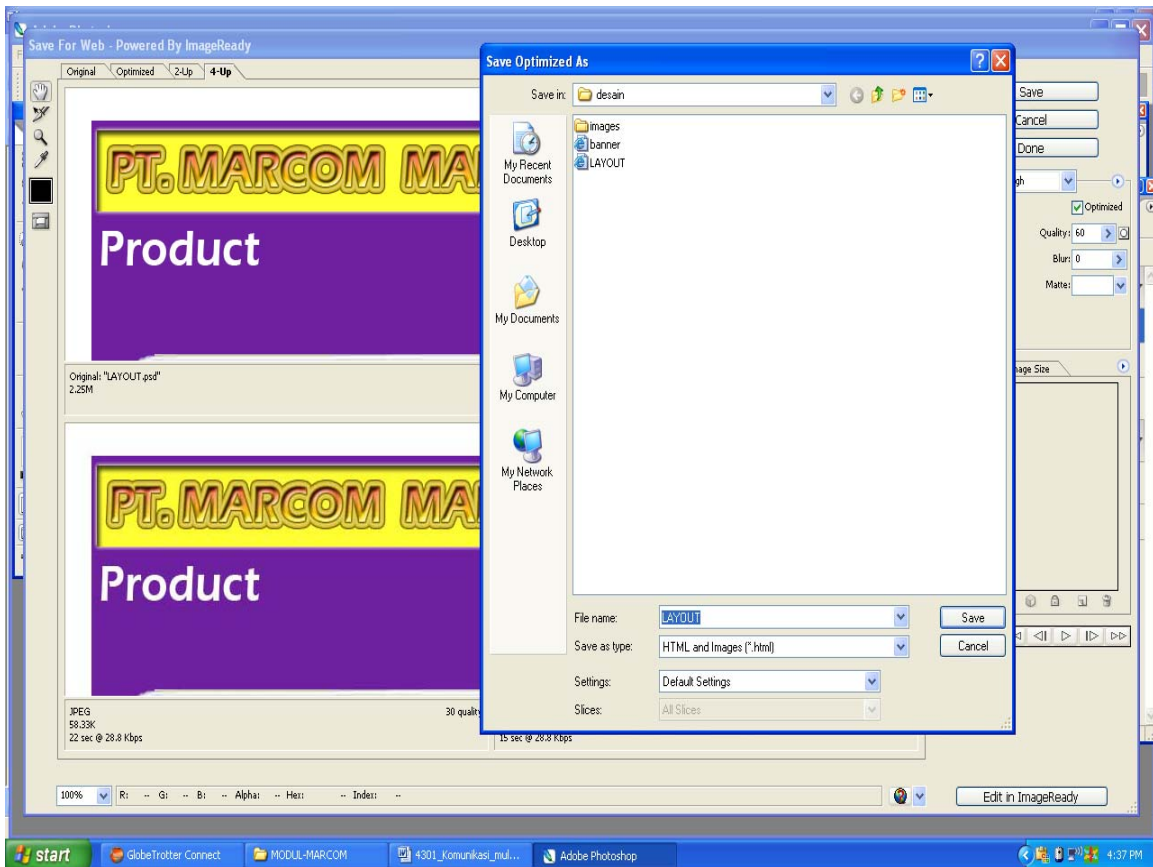 Save For Web - Powered By ImageReady
Original Optimized 2-Up 4-Up
PT. MARCOM MA
Product
Original: "LAYOUT.psd"
2.25M
PT. MARCOM MA
Product
JPEG
58.33K
22 sec @ 28.8 Kbps
30 quality
15 sec @ 28.8 Kbps
Save Optimized As
Save in: desain
images
banner
LAYOUT
My Recent
Documents
Desktop
My Documents
My Computer
My Network
Places
File name: LAYOUT
Save as type: HTML and Images (*.html)
Settings: Default Settings
Slices: All Slices
Save
Cancel
Save
Cancel
Done
gh
Optimized
Quality: 60
Blur: 0
Matte:
mage Size
100% R: -- G: -- B: -- Alpha: -- Hex: -- Index: --
Edit in ImageReady
start GlobeTrotter Connect MODUL-MARCOM 4301_Komunikasi_mul... Adobe Photoshop 4:37 PM